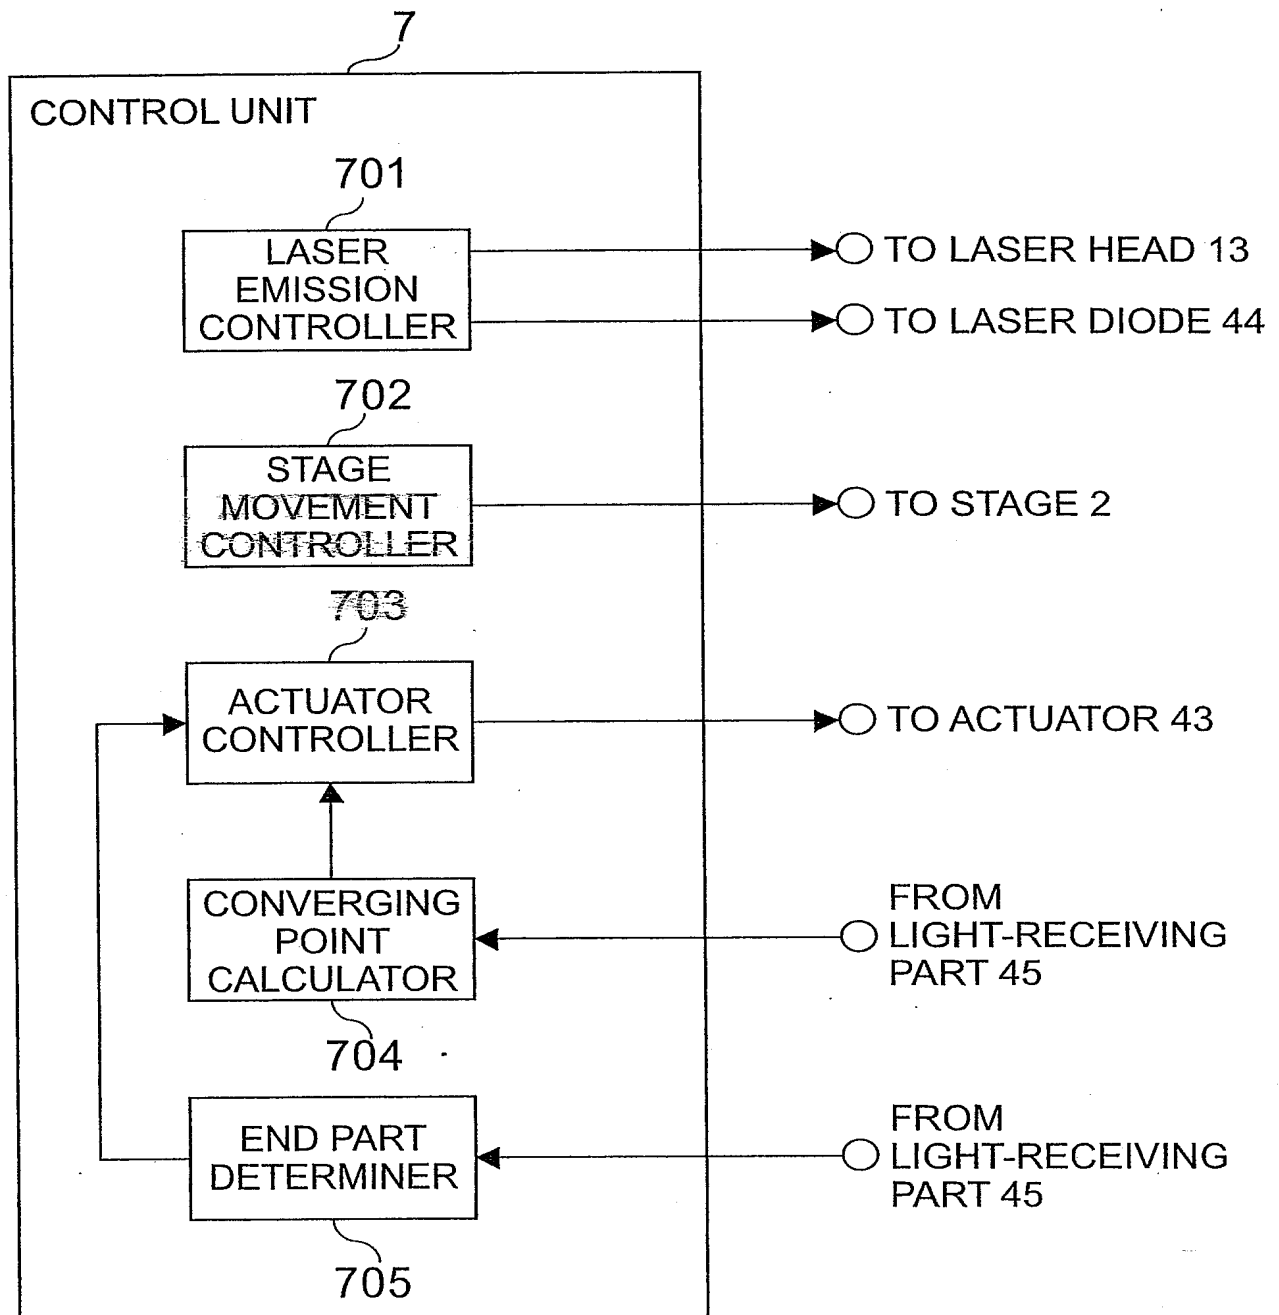 7
CONTROL UNIT
701
LASER
EMISSION
CONTROLLER
TO LASER HEAD 13
TO LASER DIODE 44
702
STAGE
MOVEMENT
CONTROLLER
TO STAGE 2
703
ACTUATOR
CONTROLLER
TO ACTUATOR 43
CONVERGING
POINT
CALCULATOR
704
FROM
LIGHT-RECEIVING
PART 45
END PART
DETERMINER
705
FROM
LIGHT-RECEIVING
PART 45